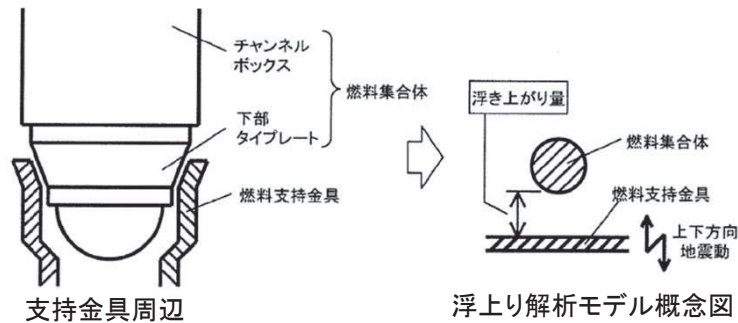 チャンネル
ボックス
燃料集合体
下部
タイプレート
燃料支持金具
支持金具周辺
浮き上がり量
燃料集合体
燃料支持金具
上下方向
地震動
浮上り解析モデル概念図